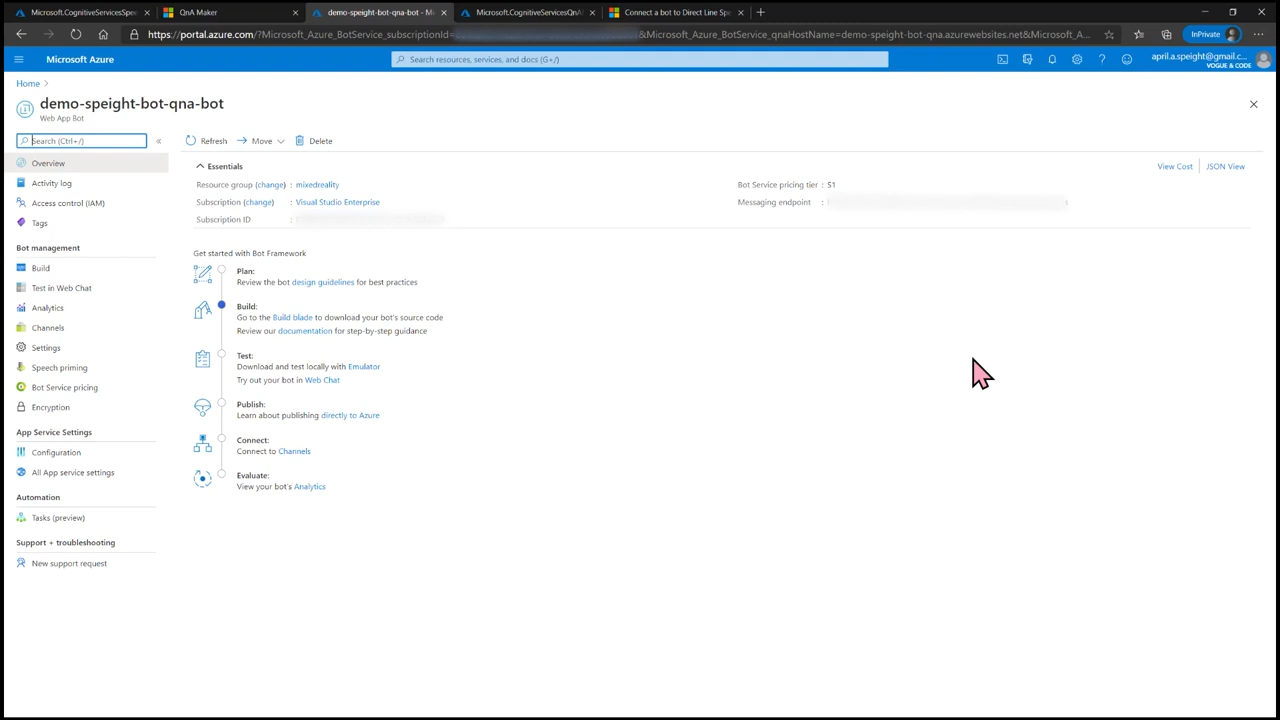 Microsoft.CognitiveServicesSpe
QnA Maker
demo-speight-bot-qna-bot - M
Microsoft.CognitiveServicesQnA
Connect a bot to Direct Line Spe
https://portal.azure.com/?Microsoft_Azure_BotService_subscriptionId= &Microsoft_Azure_BotService_qnaHostName=demo-speight-bot-qna.azurewebsites.net&Microsoft_A...
InPrivate
Microsoft Azure
Search resources, services, and docs (G+/)
april.a.speight@gmail.c...
VOGUE & CODE
Home >
demo-speight-bot-qna-bot
Web App Bot
Search (Ctrl+/)
«
Refresh
Move
Delete
Overview
Activity log
Access control (IAM)
Tags
Bot management
Build
Test in Web Chat
Analytics
Channels
Settings
Speech priming
Bot Service pricing
Encryption
App Service Settings
Configuration
All App service settings
Automation
Tasks (preview)
Support + troubleshooting
New support request
Essentials
View Cost
JSON View
Resource group (change) : mixedreality
Subscription (change) : Visual Studio Enterprise
Subscription ID :
Bot Service pricing tier : S1
Messaging endpoint :
Get started with Bot Framework
Plan:
Review the bot design guidelines for best practices
Build:
Go to the Build blade to download your bot's source code
Review our documentation for step-by-step guidance
Test:
Download and test locally with Emulator
Try out your bot in Web Chat
Publish:
Learn about publishing directly to Azure
Connect:
Connect to Channels
Evaluate:
View your bot's Analytics